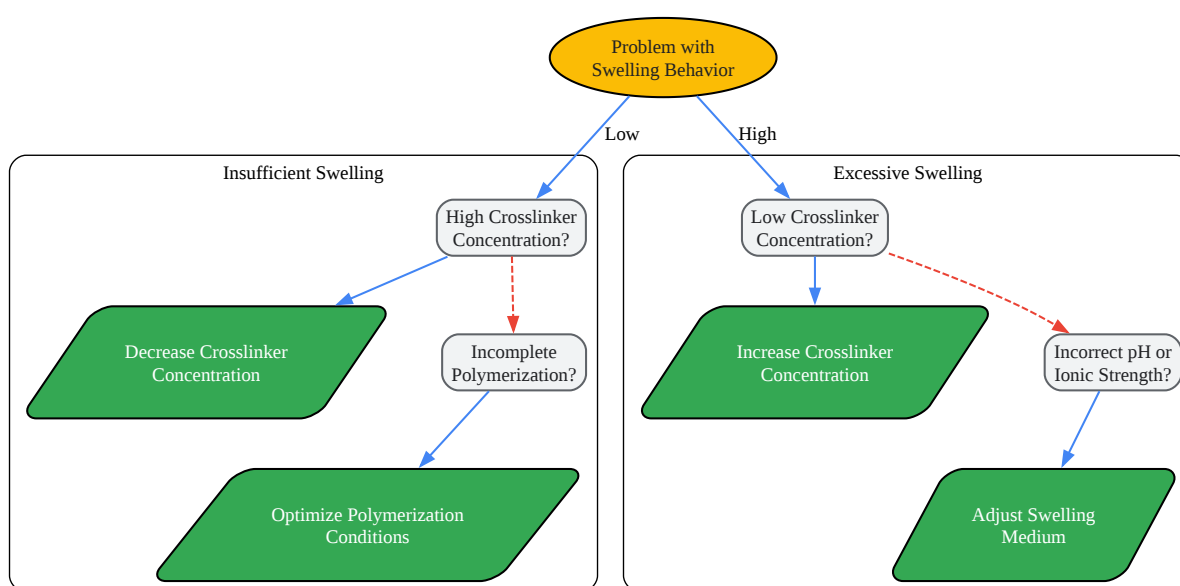 Problem with
Swelling Behavior
Low
High
Insufficient Swelling
Excessive Swelling
High Crosslinker
Concentration?
Low Crosslinker
Concentration?
Decrease Crosslinker
Concentration
Incomplete
Polymerization?
Increase Crosslinker
Concentration
Incorrect pH or
Ionic Strength?
Optimize Polymerization
Conditions
Adjust Swelling
Medium